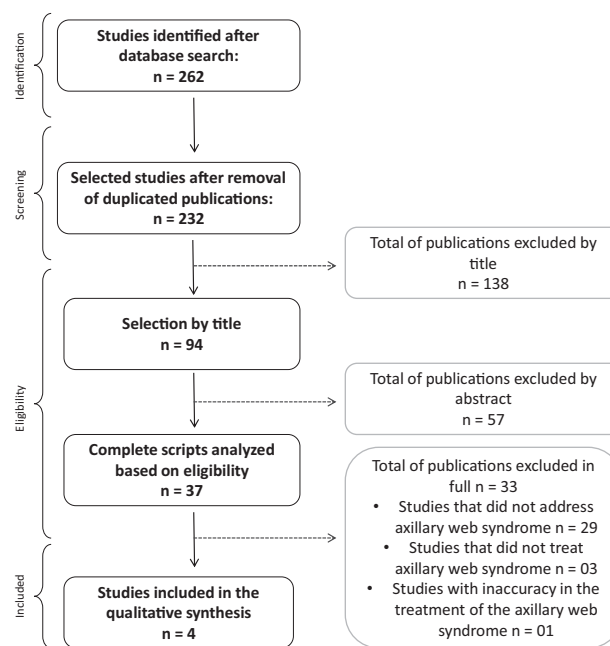 Identification
Studies identified after
database search:
n = 262
Screening
Selected studies after removal
of duplicated publications:
n = 232
Total of publications excluded by
title
n = 138
Eligibility
Selection by title
n = 94
Total of publications excluded by
abstract
n = 57
Complete scripts analyzed
based on eligibility
n = 37
Total of publications excluded in
full n = 33
• Studies that did not address
axillary web syndrome n = 29
• Studies that did not treat
axillary web syndrome n = 03
• Studies with inaccuracy in the
treatment of the axillary web
syndrome n = 01
Included
Studies included in the
qualitative synthesis
n = 4